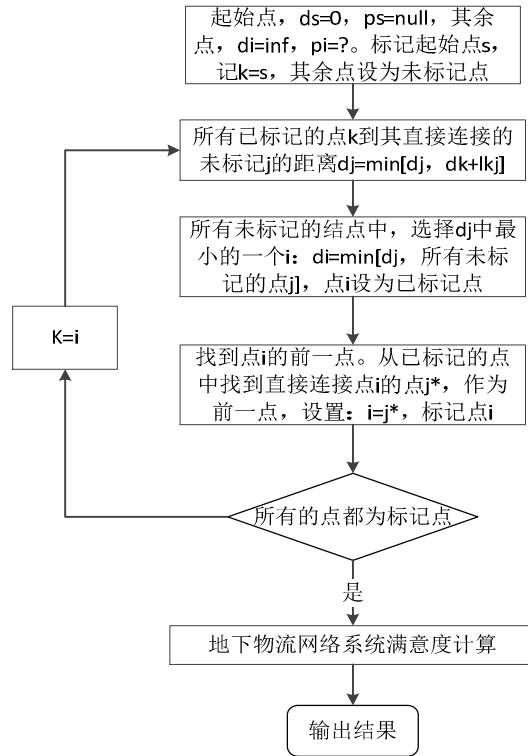 起始点，ds=0，ps=null，其余
点，di=inf，pi=?。标记起始点s，
记k=s，其余点设为未标记点
所有已标记的点k到其直接连接的
未标记j的距离dj=min[dj，dk+lkj]
所有未标记的结点中，选择dj中最
小的一个i：di=min[dj，所有未标
记的点j]，点i设为已标记点
K=i
找到点i的前一点。从已标记的点
中找到直接连接点i的点j*，作为
前一点，设置：i=j*，标记点i
所有的点都为标记点
是
地下物流网络系统满意度计算
输出结果